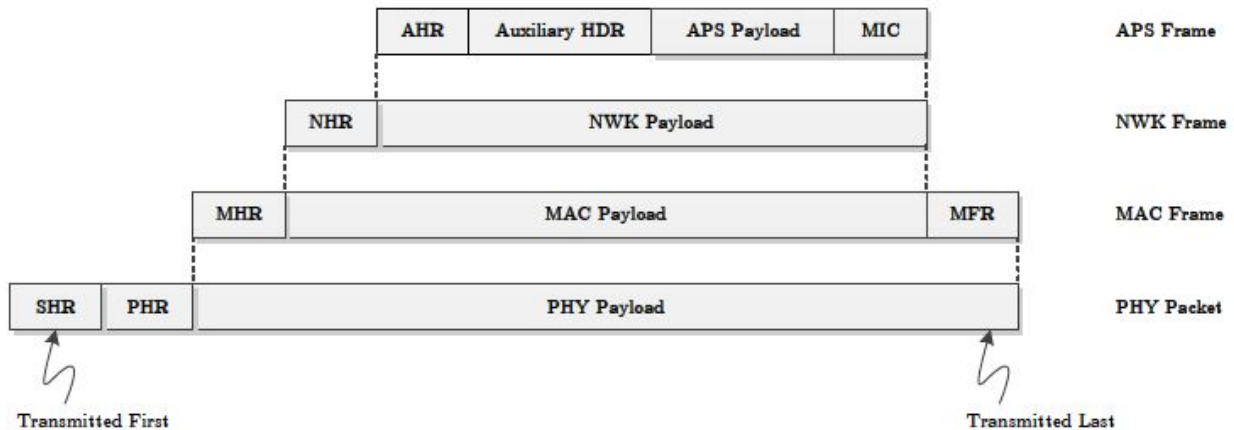 AHR Auxiliary HDR APS Payload MIC APS Frame
NHR NWK Payload NWK Frame
MHR MAC Payload MFR MAC Frame
SHR PHR PHY Payload PHY Packet
Transmitted First Transmitted Last